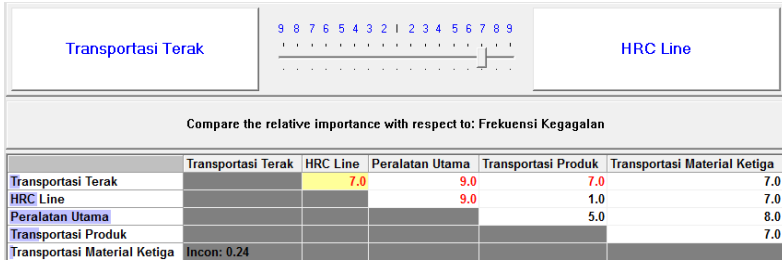 9 8 7 6 5 4 3 2 1 2 3 4 5 6 7 8 9
Transportasi Terak
HRC Line
Compare the relative importance with respect to: Frekuensi Kegagalan
Transportasi Terak HRC Line Peralatan Utama Transportasi Produk Transportasi Material Ketiga
Transportasi Terak 7.0 9.0 7.0 7.0
HRC Line 9.0 1.0 7.0
Peralatan Utama 5.0 8.0
Transportasi Produk 7.0
Transportasi Material Ketiga Incon: 0.24